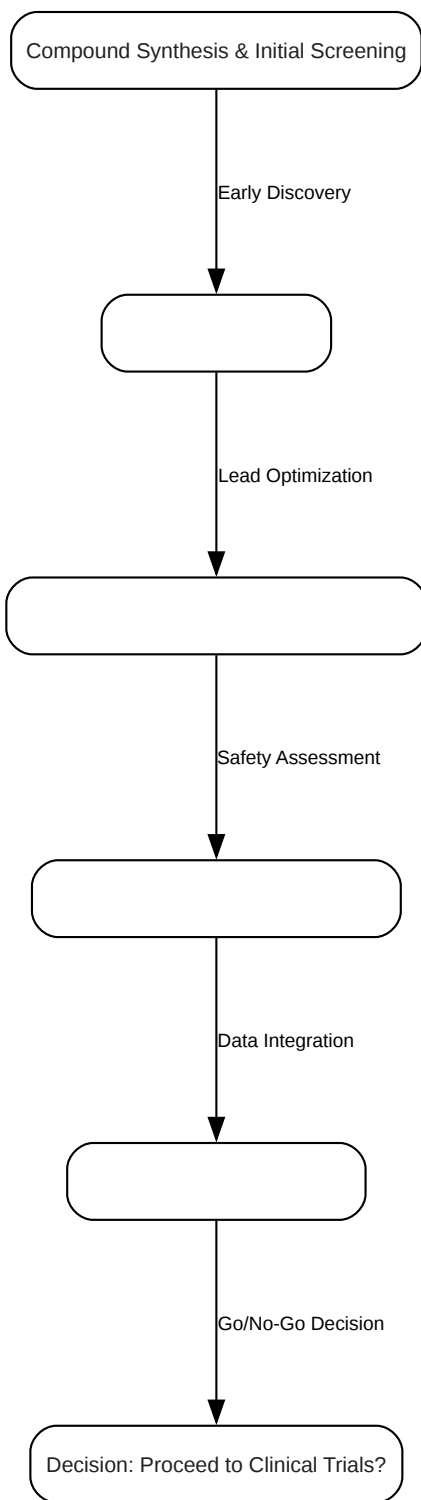 Compound Synthesis & Initial Screening
Early Discovery
Lead Optimization
Safety Assessment
Data Integration
Go/No-Go Decision
Decision: Proceed to Clinical Trials?